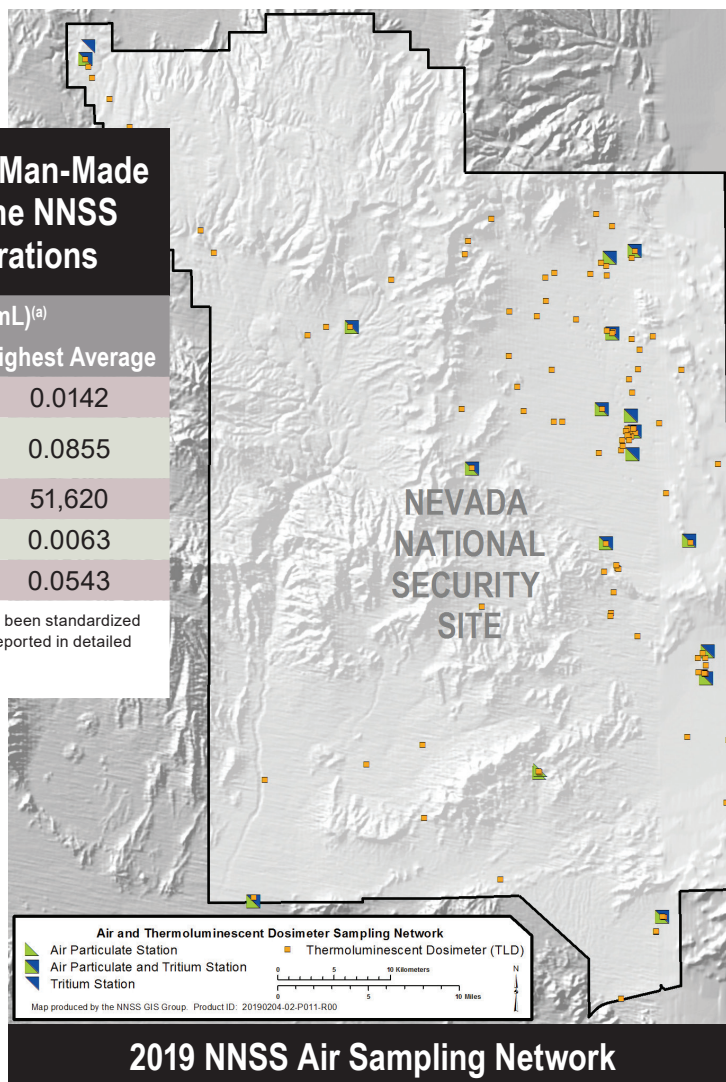 Man-Made
ne NNSS
rations
mL)(a)
ighest Average
0.0142
0.0855
51,620
0.0063
0.0543
been standardized
eported in detailed
NEVADA
NATIONAL
SECURITY
SITE
Air and Thermoluminescent Dosimeter Sampling Network
Air Particulate Station
Air Particulate and Tritium Station
Tritium Station
Thermoluminescent Dosimeter (TLD)
0 5 10 Kilometers
0 5 10 Miles
N
Map produced by the NNSS GIS Group. Product ID: 20190204-02-P011-R00
2019 NNSS Air Sampling Network